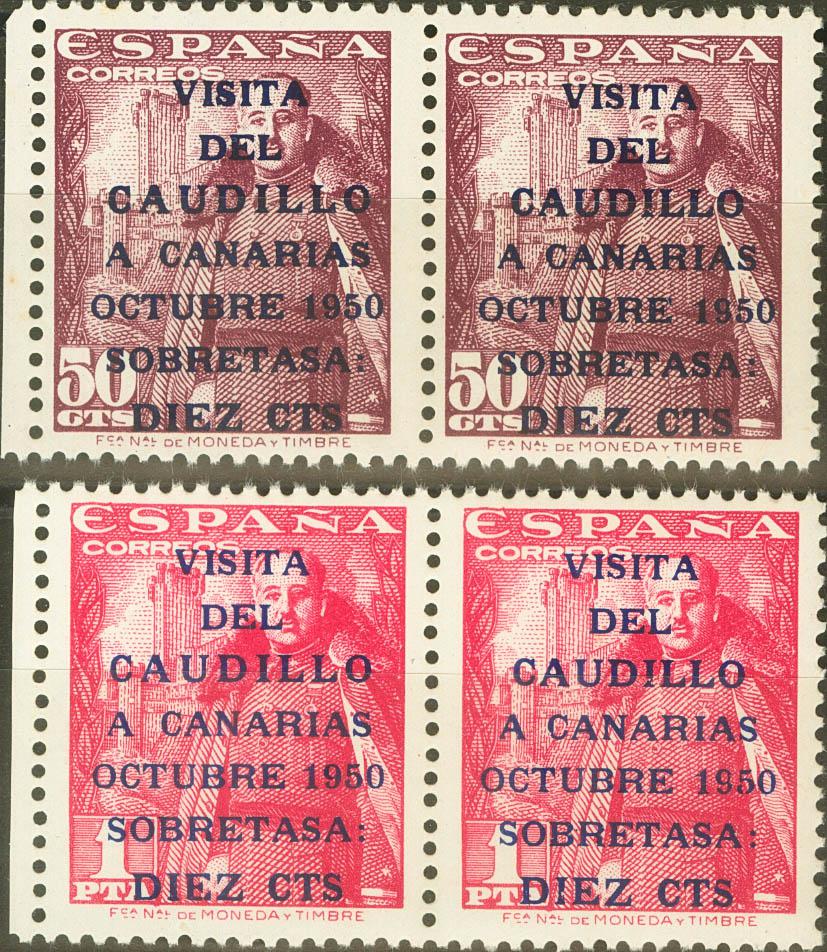 ESPAÑA
CORREOS
VISITA
DEL
CAUDILLO
A CANARIAS
OCTUBRE 1950
SOBRETASA:
DIEZ CTS
50
CTS
FCA NAL DE MONEDA Y TIMBRE
ESPAÑA
CORREOS
VISITA
DEL
CAUDILLO
A CANARIAS
OCTUBRE 1950
SOBRETASA:
DIEZ CTS
50
CTS
FCA NAL DE MONEDA Y TIMBRE
ESPAÑA
CORREOS
VISITA
DEL
CAUDILLO
A CANARIAS
OCTUBRE 1950
SOBRETASA:
DIEZ CTS
1
PTA
FCA NAL DE MONEDA Y TIMBRE
ESPAÑA
CORREOS
VISITA
DEL
CAUDILLO
A CANARIAS
OCTUBRE 1950
SOBRETASA:
DIEZ CTS
1
PTA
FCA NAL DE MONEDA Y TIMBRE